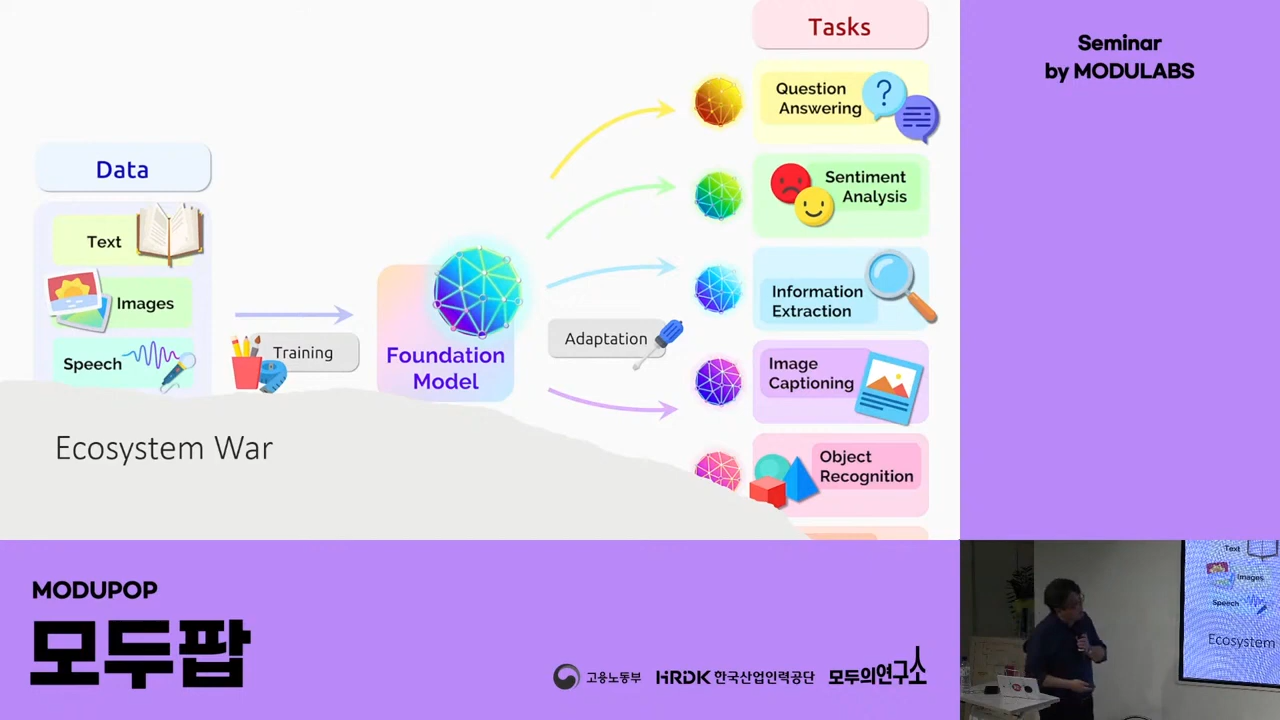 Tasks
Question
Answering
?
Sentiment
Analysis
Data
Text
Images
Speech
Training
Foundation
Model
Adaptation
Information
Extraction
Image
Captioning
Object
Recognition
Ecosystem War
Seminar
by MODULABS
MODUPOP
모두팝
고용노동부
HRDK 한국산업인력공단
모두의연구소
Text
Images
Speech
Ecosystem